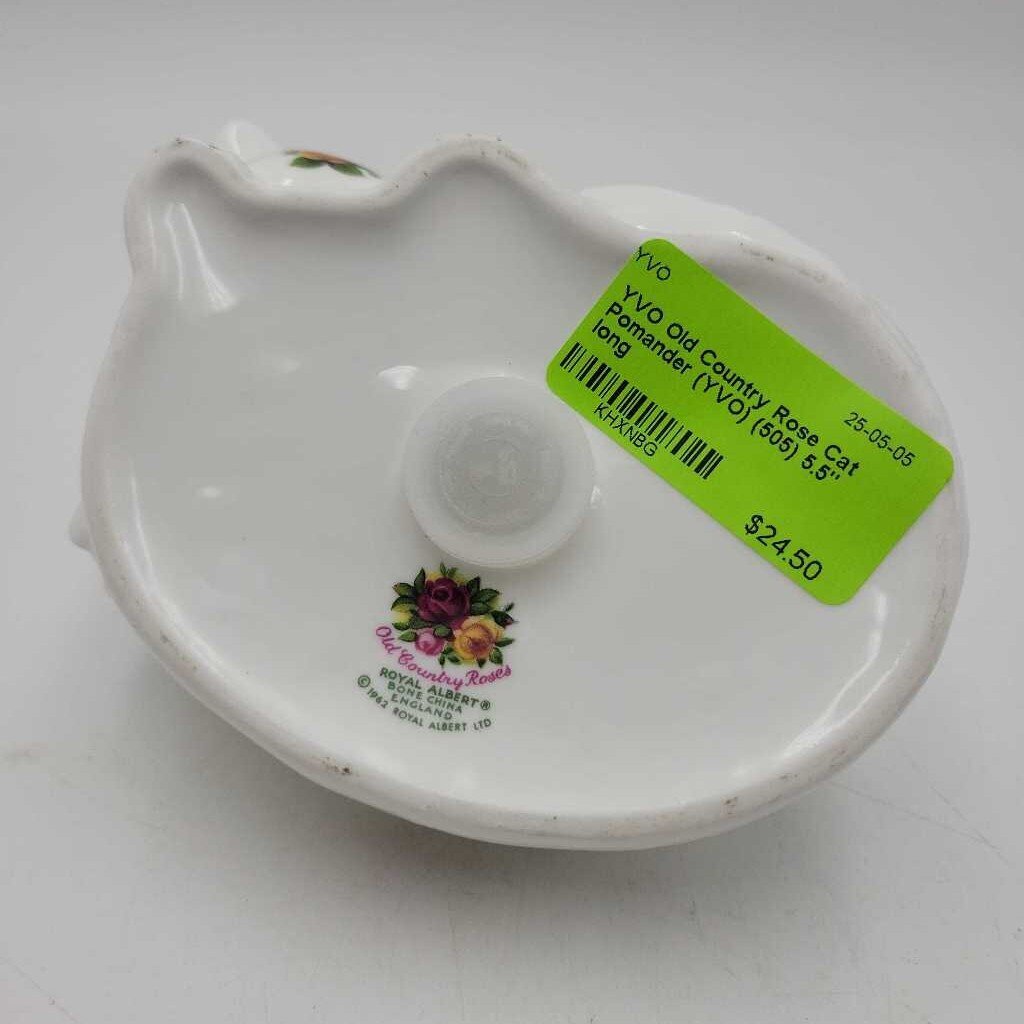 YVO
25-05-05
YVO Old Country Rose Cat
Pomander (YVO) (505) 5.5"
long
KHXNBG
$24.50
Old Country Roses
ROYAL ALBERT®
BONE CHINA
ENGLAND
© 1962 ROYAL ALBERT LTD